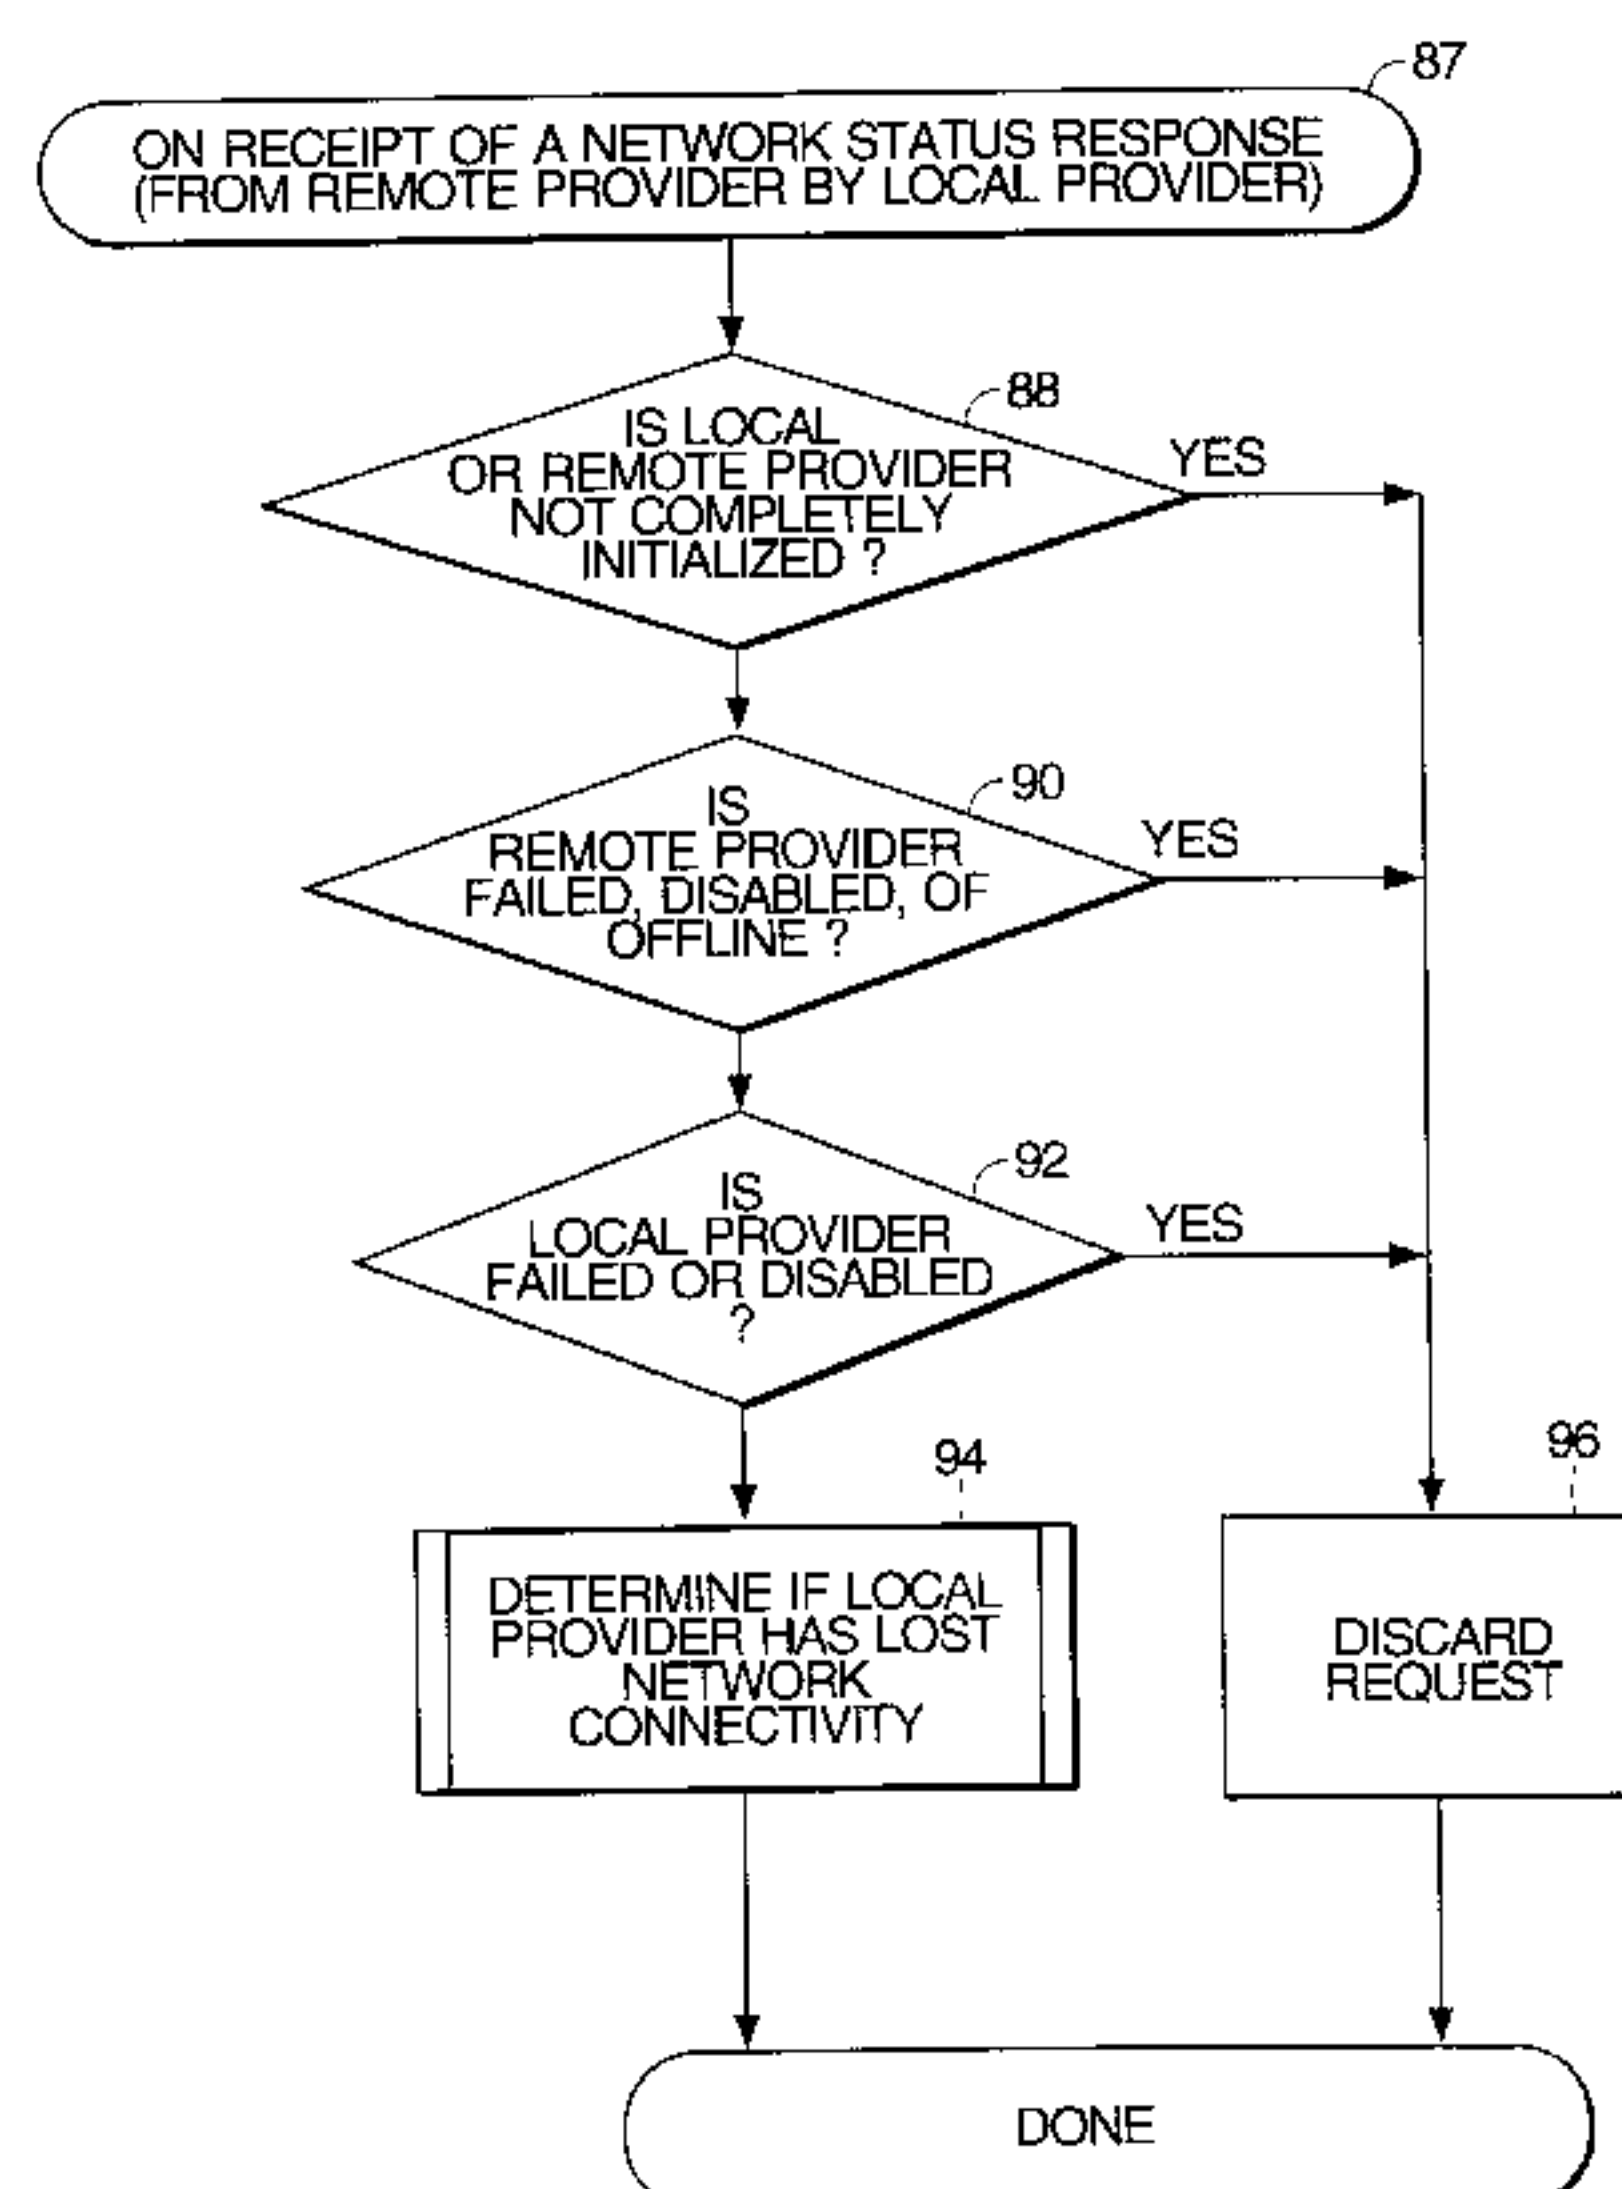 87
ON RECEIPT OF A NETWORK STATUS RESPONSE
(FROM REMOTE PROVIDER BY LOCAL PROVIDER)
88
IS LOCAL
OR REMOTE PROVIDER
NOT COMPLETELY
INITIALIZED ?
YES
90
IS
REMOTE PROVIDER
FAILED, DISABLED, OF
OFFLINE ?
YES
92
IS
LOCAL PROVIDER
FAILED OR DISABLED
?
YES
94
DETERMINE IF LOCAL
PROVIDER HAS LOST
NETWORK
CONNECTIVITY
96
DISCARD
REQUEST
DONE